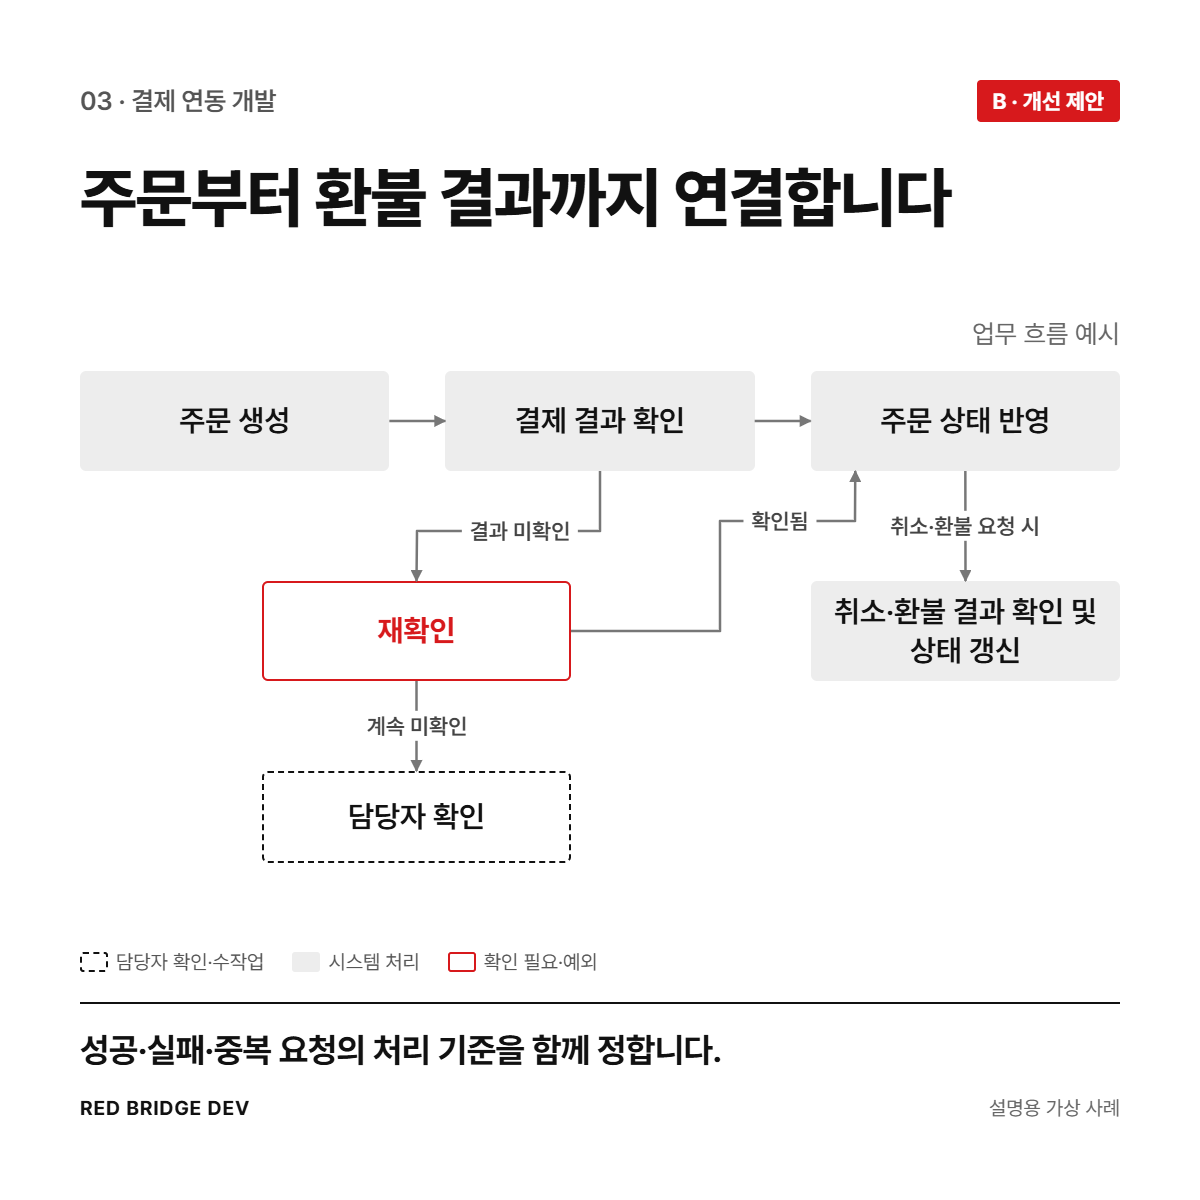 03 · 결제 연동 개발
B · 개선 제안
주문부터 환불 결과까지 연결합니다
업무 흐름 예시
주문 생성
결제 결과 확인
주문 상태 반영
결과 미확인
확인됨
취소·환불 요청 시
재확인
취소·환불 결과 확인 및
상태 갱신
계속 미확인
담당자 확인
담당자 확인·수작업
시스템 처리
확인 필요·예외
성공·실패·중복 요청의 처리 기준을 함께 정합니다.
RED BRIDGE DEV
설명용 가상 사례